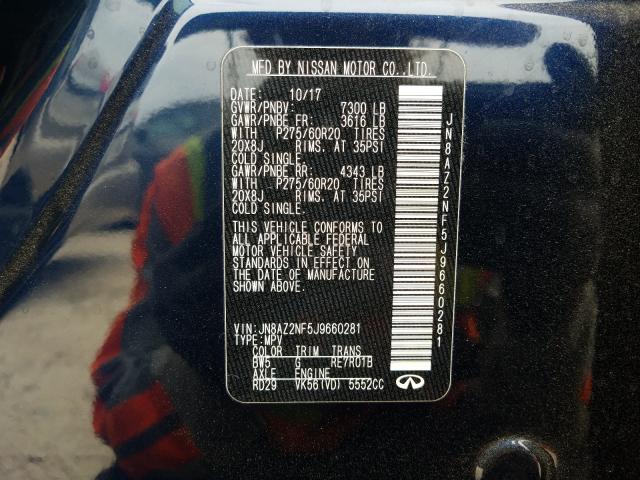 MFD BY NISSAN MOTOR CO.,LTD.
DATE: 10/17
GVWR/PNBV: 7300 LB
GAWR/PNBE FR: 3616 LB
WITH P275/60R20 TIRES
20X8J RIMS. AT 35PSI
COLD SINGLE.
GAWR/PNBE RR: 4343 LB
WITH P275/60R20 TIRES
20X8J RIMS. AT 35PSI
COLD SINGLE.
THIS VEHICLE CONFORMS TO
ALL APPLICABLE FEDERAL
MOTOR VEHICLE SAFETY
STANDARDS IN EFFECT ON
THE DATE OF MANUFACTURE
SHOWN ABOVE.
VIN:JN8AZ2NF5J9660281
TYPE:MPV
COLOR TRIM TRANS
BW5 G RE7R01B
AXLE ENGINE
RD29 VK56(VD) 5552CC
JN8AZ2NF5J9660281